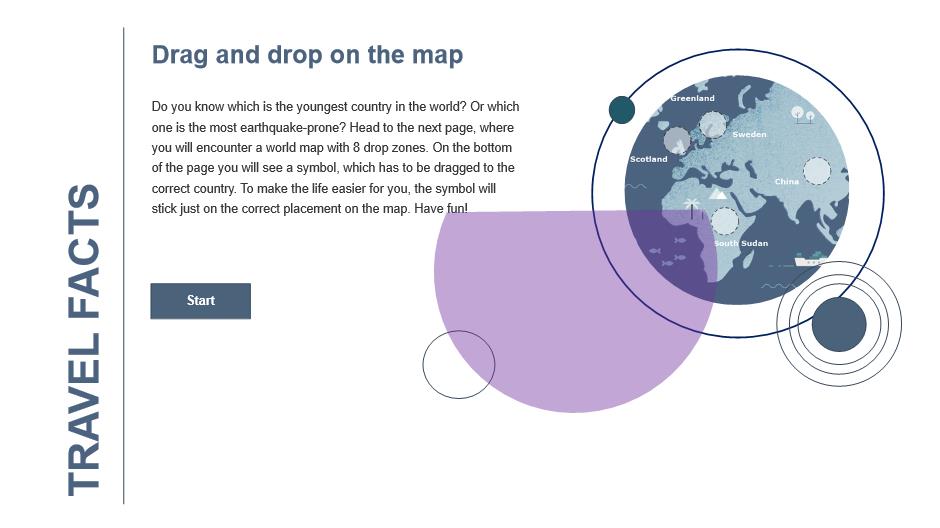 TRAVEL FACTS
Drag and drop on the map
Do you know which is the youngest country in the world? Or which
one is the most earthquake-prone? Head to the next page, where
you will encounter a world map with 8 drop zones. On the bottom
of the page you will see a symbol, which has to be dragged to the
correct country. To make the life easier for you, the symbol will
stick just on the correct placement on the map. Have fun!
Start
Greenland
Sweden
Scotland
China
South Sudan